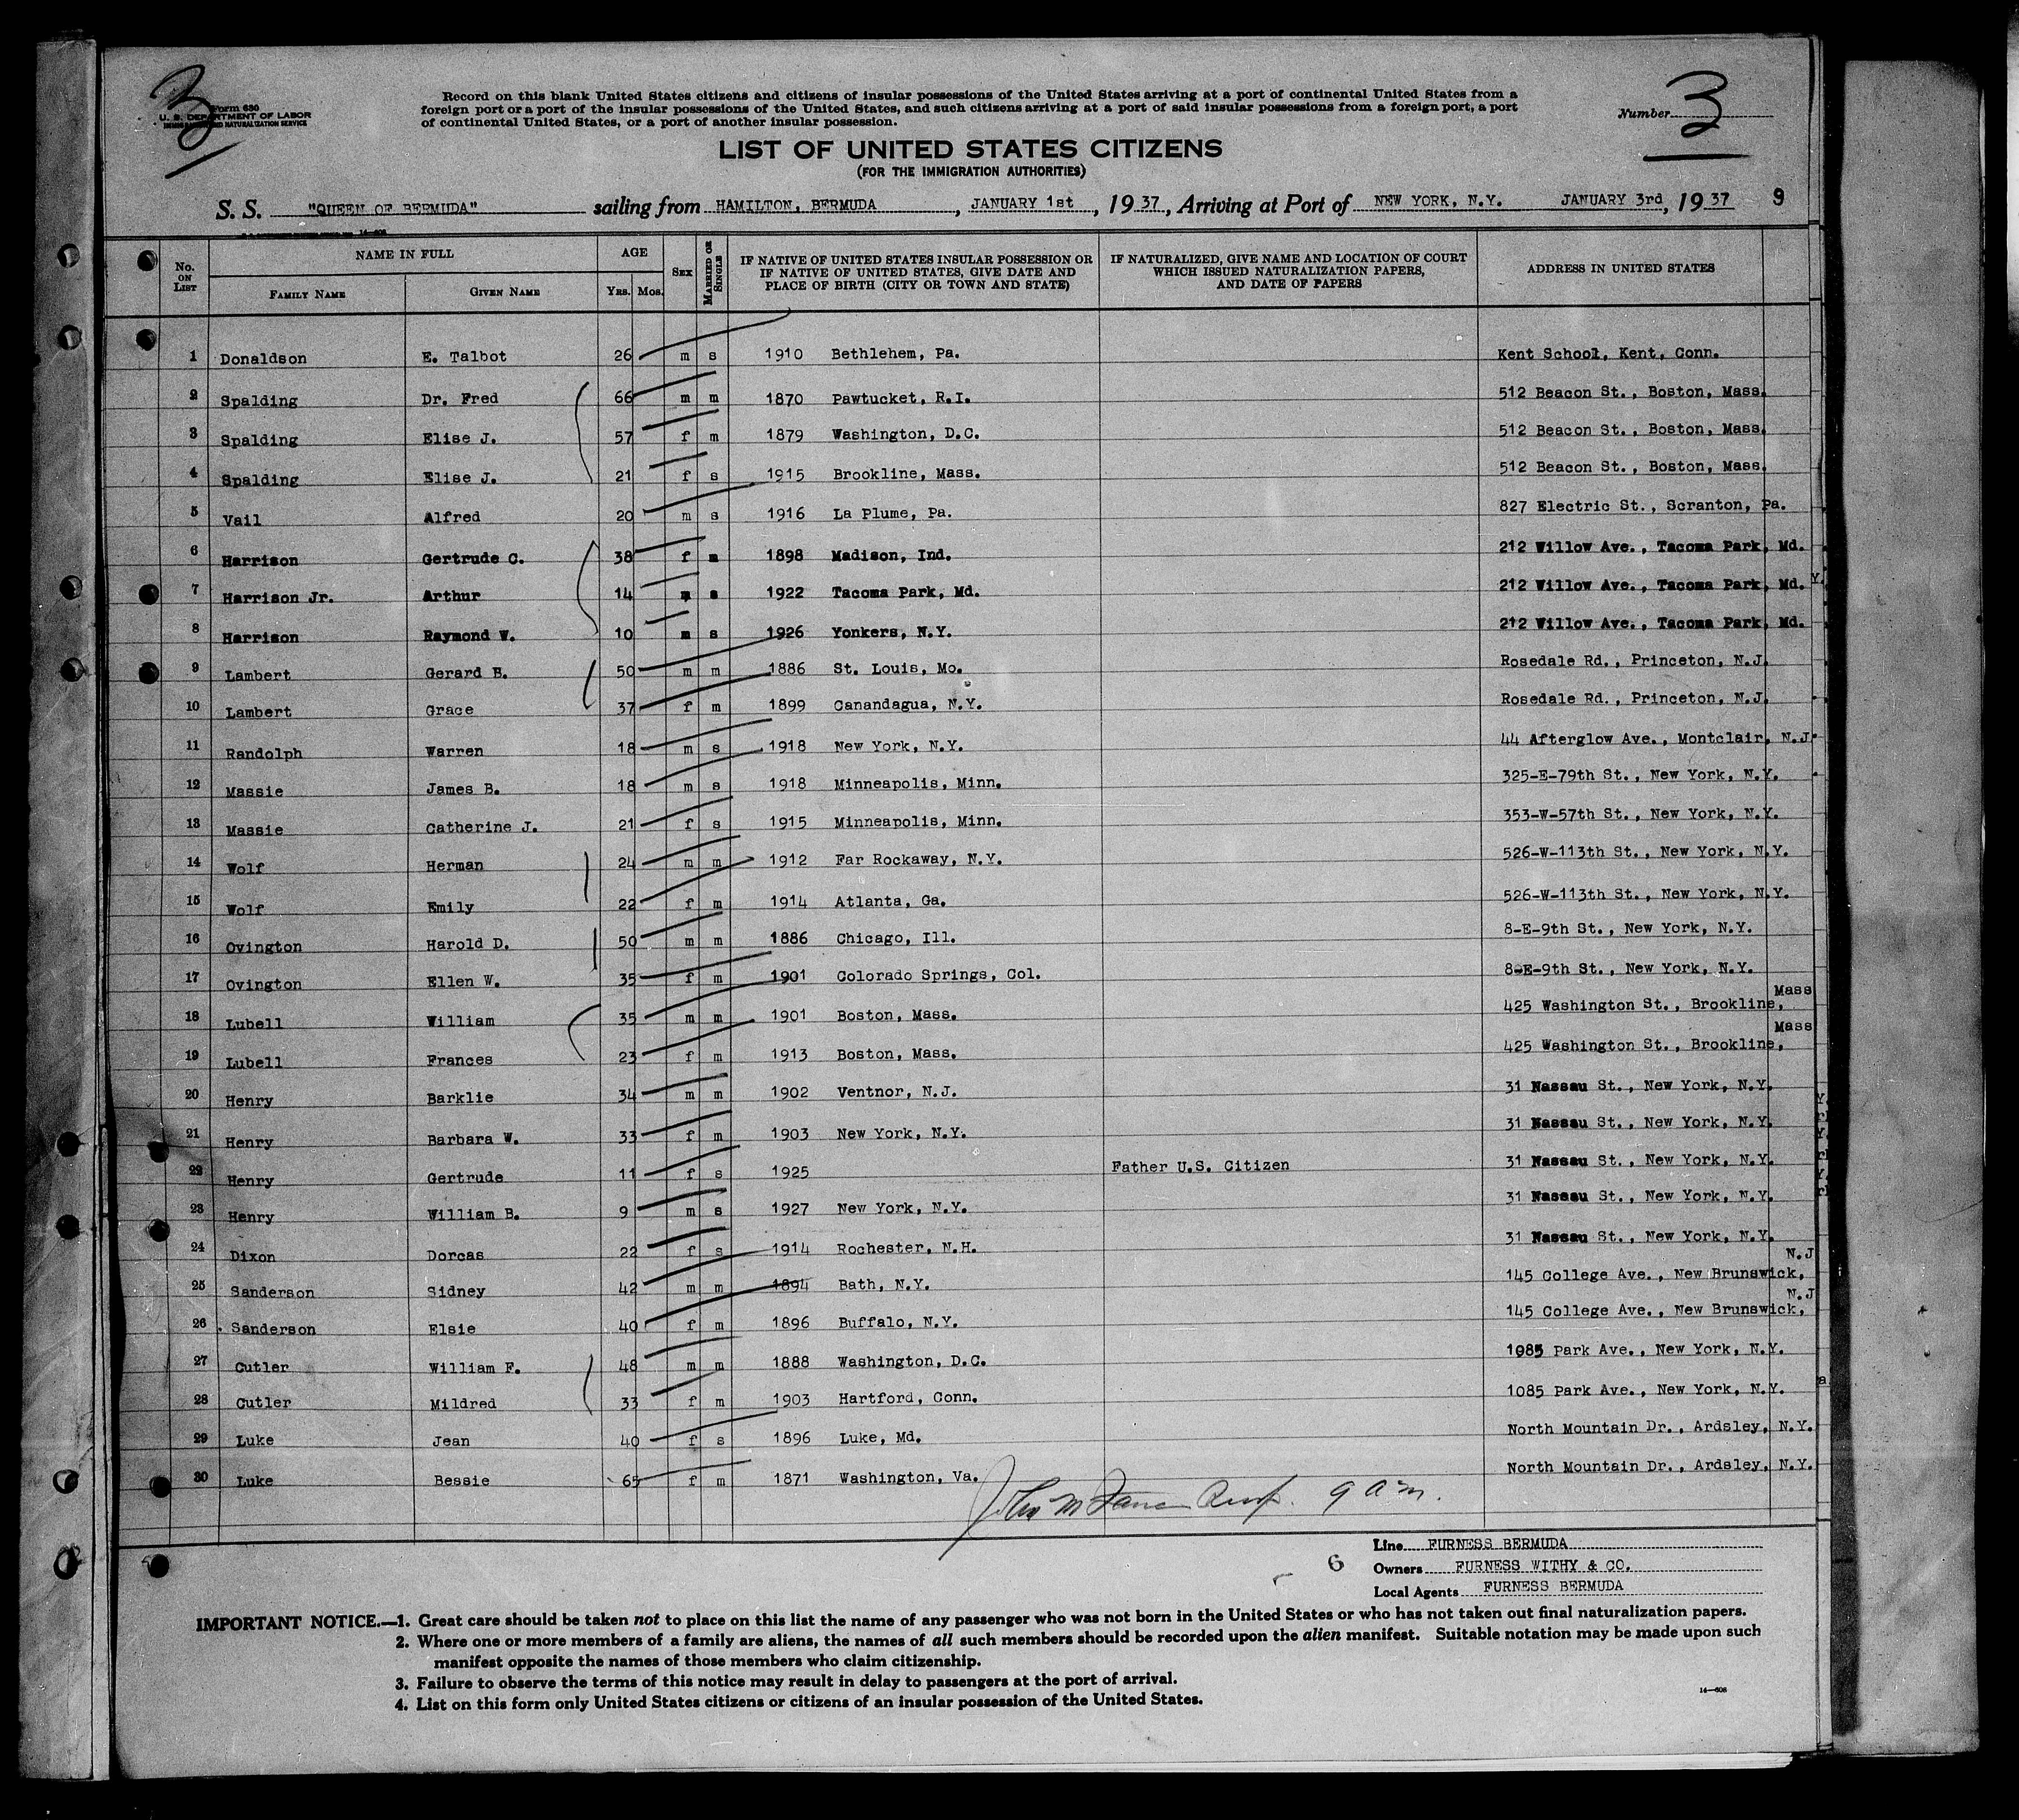 3
3
Form 630
U. S. DEPARTMENT OF LABOR
IMMIGRATION AND NATURALIZATION SERVICE
Record on this blank United States citizens and citizens of insular possessions of the United States arriving at a port of continental United States from a
foreign port or a port of the insular possessions of the United States, and such citizens arriving at a port of said insular possessions from a foreign port, a port
of continental United States, or a port of another insular possession.
Number
LIST OF UNITED STATES CITIZENS
(FOR THE IMMIGRATION AUTHORITIES)
S. S. "QUEEN OF BERMUDA" sailing from HAMILTON, BERMUDA, JANUARY 1st, 1937, Arriving at Port of NEW YORK, N.Y. JANUARY 3rd, 1937 9
No. ON LIST NAME IN FULL AGE SEX MARRIED OR SINGLE IF NATIVE OF UNITED STATES INSULAR POSSESSION OR IF NATIVE OF UNITED STATES, GIVE DATE AND PLACE OF BIRTH (CITY OR TOWN AND STATE) IF NATURALIZED, GIVE NAME AND LOCATION OF COURT WHICH ISSUED NATURALIZATION PAPERS, AND DATE OF PAPERS ADDRESS IN UNITED STATES
FAMILY NAME GIVEN NAME YRS. MOS.
1 Donaldson E. Talbot 26 m s 1910 Bethlehem, Pa. Kent School, Kent, Conn.
2 Spalding Dr. Fred 66 m m 1870 Pawtucket, R.I. 512 Beacon St., Boston, Mass.
3 Spalding Elise J. 57 f m 1879 Washington, D.C. 512 Beacon St., Boston, Mass.
4 Spalding Elise J. 21 f s 1915 Brookline, Mass. 512 Beacon St., Boston, Mass.
5 Vail Alfred 20 m s 1916 La Plume, Pa. 827 Electric St., Scranton, Pa.
6 Harrison Gertrude C. 38 f m 1898 Madison, Ind. 212 Willow Ave., Tacoma Park, Md.
7 Harrison Jr. Arthur 14 m s 1922 Tacoma Park, Md. 212 Willow Ave., Tacoma Park, Md.
8 Harrison Raymond W. 10 m s 1926 Yonkers, N.Y. 212 Willow Ave., Tacoma Park, Md.
9 Lambert Gerard B. 50 m m 1886 St. Louis, Mo. Rosedale Rd., Princeton, N.J.
10 Lambert Grace 37 f m 1899 Canandagua, N.Y. Rosedale Rd., Princeton, N.J.
11 Randolph Warren 18 m s 1918 New York, N.Y. 44 Afterglow Ave., Montclair, N.J.
12 Massie James B. 18 m s 1918 Minneapolis, Minn. 325-E-79th St., New York, N.Y.
13 Massie Catherine J. 21 f s 1915 Minneapolis, Minn. 353-W-57th St., New York, N.Y.
14 Wolf Herman 24 m m 1912 Far Rockaway, N.Y. 526-W-113th St., New York, N.Y.
15 Wolf Emily 22 f m 1914 Atlanta, Ga. 526-W-113th St., New York, N.Y.
16 Ovington Harold D. 50 m m 1886 Chicago, Ill. 8-E-9th St., New York, N.Y.
17 Ovington Ellen W. 35 f m 1901 Colorado Springs, Col. 8-E-9th St., New York, N.Y.
18 Lubell William 35 m m 1901 Boston, Mass. 425 Washington St., Brookline, Mass
19 Lubell Frances 23 f m 1913 Boston, Mass. 425 Washington St., Brookline, Mass
20 Henry Barklie 34 m m 1902 Ventnor, N.J. 31 Nassau St., New York, N.Y.
21 Henry Barbara W. 33 f m 1903 New York, N.Y. 31 Nassau St., New York, N.Y.
22 Henry Gertrude 11 f s 1925 Father U.S. Citizen 31 Nassau St., New York, N.Y.
23 Henry William B. 9 m s 1927 New York, N.Y. 31 Nassau St., New York, N.Y.
24 Dixon Dorcas 22 f s 1914 Rochester, N.H. 31 Nassau St., New York, N.Y.
25 Sanderson Sidney 42 m m 1894 Bath, N.Y. 145 College Ave., New Brunswick, N.J
26 Sanderson Elsie 40 f m 1896 Buffalo, N.Y. 145 College Ave., New Brunswick, N.J
27 Cutler William F. 48 m m 1888 Washington, D.C. 1085 Park Ave., New York, N.Y.
28 Cutler Mildred 33 f m 1903 Hartford, Conn. 1085 Park Ave., New York, N.Y.
29 Luke Jean 40 f s 1896 Luke, Md. North Mountain Dr., Ardsley, N.Y.
30 Luke Bessie 65 f m 1871 Washington, Va. North Mountain Dr., Ardsley, N.Y.
9 a m.
6
Line FURNESS BERMUDA
Owners FURNESS WITHY & CO.
Local Agents FURNESS BERMUDA
IMPORTANT NOTICE.—1. Great care should be taken not to place on this list the name of any passenger who was not born in the United States or who has not taken out final naturalization papers.
2. Where one or more members of a family are aliens, the names of all such members should be recorded upon the alien manifest. Suitable notation may be made upon such
manifest opposite the names of those members who claim citizenship.
3. Failure to observe the terms of this notice may result in delay to passengers at the port of arrival.
4. List on this form only United States citizens or citizens of an insular possession of the United States.
14—606